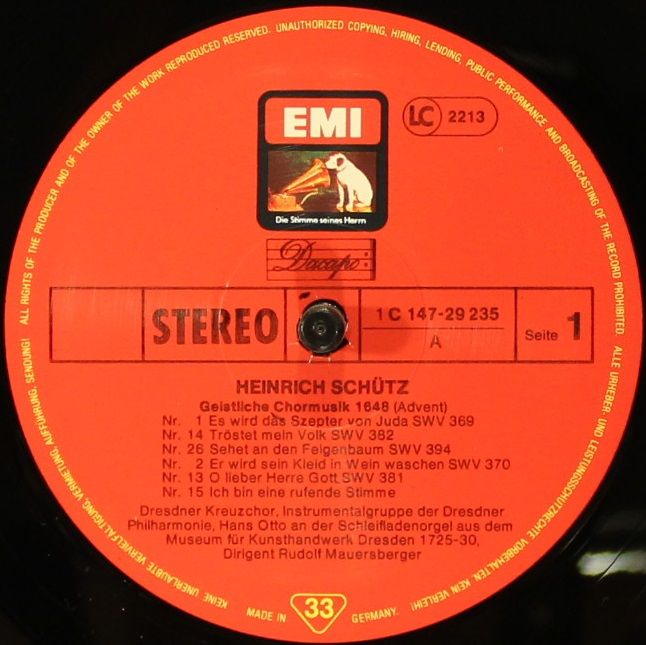 ALL RIGHTS OF THE PRODUCER AND OF THE OWNER OF THE WORK REPRODUCED RESERVED. UNAUTHORIZED COPYING, HIRING, LENDING, PUBLIC PERFORMANCE AND BROADCASTING OF THE RECORD PROHIBITED
ALLE URHEBER- UND LEISTUNGSSCHUTZRECHTE VORBEHALTEN. KEIN VERLEIH!
KEINE UNERLAUBTE VERVIELFÄLTIGUNG, VERMIETUNG, AUFFÜHRUNG, SENDUNG!
EMI
LC 2213
Die Stimme seines Herrn
Dacapo
STEREO
1 C 147-29 235
A
Seite 1
HEINRICH SCHÜTZ
Geistliche Chormusik 1648 (Advent)
Nr. 1 Es wird das Szepter von Juda SWV 369
Nr. 14 Tröstet mein Volk SWV 382
Nr. 26 Sehet an den Feigenbaum SWV 394
Nr. 2 Er wird sein Kleid in Wein waschen SWV 370
Nr. 13 O lieber Herre Gott SWV 381
Nr. 15 Ich bin eine rufende Stimme
Dresdner Kreuzchor, Instrumentalgruppe der Dresdner
Philharmonie, Hans Otto an der Schleifladenorgel aus dem
Museum für Kunsthandwerk Dresden 1725-30,
Dirigent Rudolf Mauersberger
MADE IN 33 GERMANY.